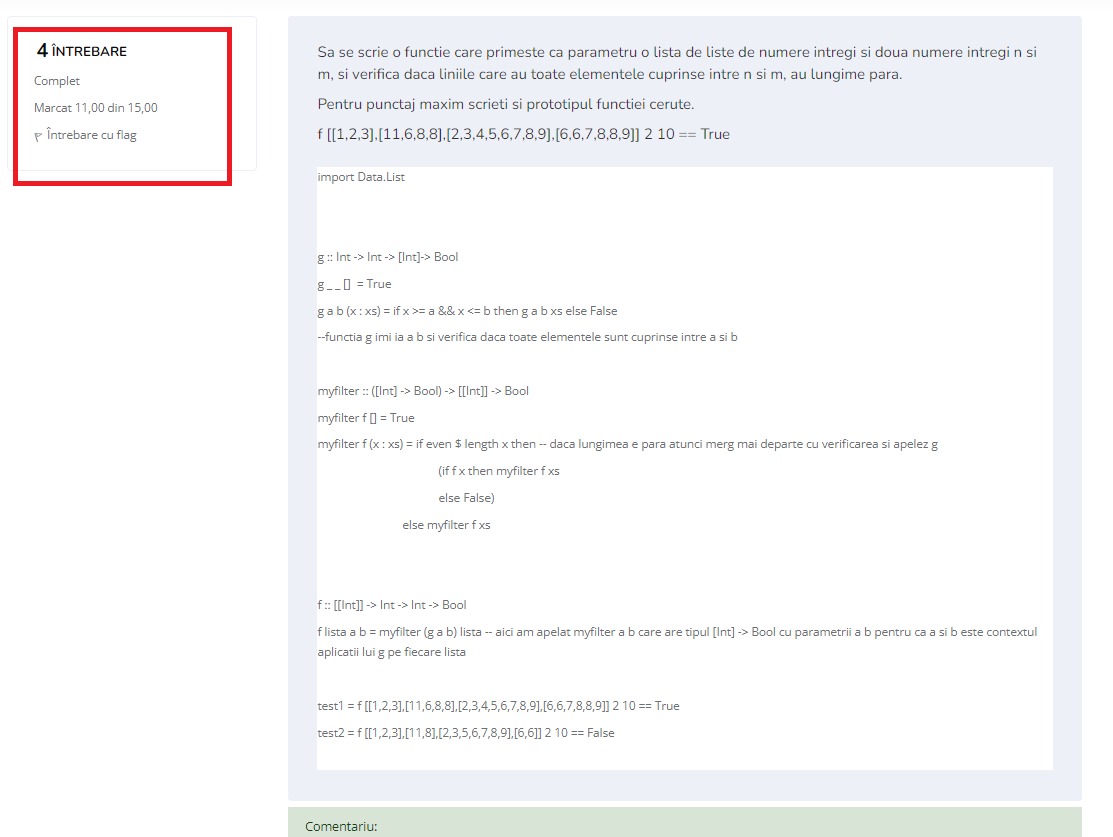 4 ÎNTREBARE
Complet
Marcat 11,00 din 15,00
Întrebare cu flag
Sa se scrie o functie care primeste ca parametru o lista de liste de numere intregi si doua numere intregi n si
m, si verifica daca liniile care au toate elementele cuprinse intre n si m, au lungime para.
Pentru punctaj maxim scrieti si prototipul functiei cerute.
f [[1,2,3],[11,6,8,8],[2,3,4,5,6,7,8,9],[6,6,7,8,8,9]] 2 10 == True
import Data.List
g :: Int -> Int -> [Int]-> Bool
g _ _ []  = True
g a b (x : xs) = if x >= a && x <= b then g a b xs else False
--functia g imi ia a b si verifica daca toate elementele sunt cuprinse intre a si b
myfilter :: ([Int] -> Bool) -> [[Int]] -> Bool
myfilter f [] = True
myfilter f (x : xs) = if even $ length x then -- daca lungimea e para atunci merg mai departe cu verificarea si apelez g
(if f x then myfilter f xs
else False)
else myfilter f xs
f :: [[Int]] -> Int -> Int -> Bool
f lista a b = myfilter (g a b) lista -- aici am apelat myfilter a b care are tipul [Int] -> Bool cu parametrii a b pentru ca a si b este contextul
aplicatii lui g pe fiecare lista
test1 = f [[1,2,3],[11,6,8,8],[2,3,4,5,6,7,8,9],[6,6,7,8,8,9]] 2 10 == True
test2 = f [[1,2,3],[11,8],[2,3,5,6,7,8,9],[6,6]] 2 10 == False
Comentariu: